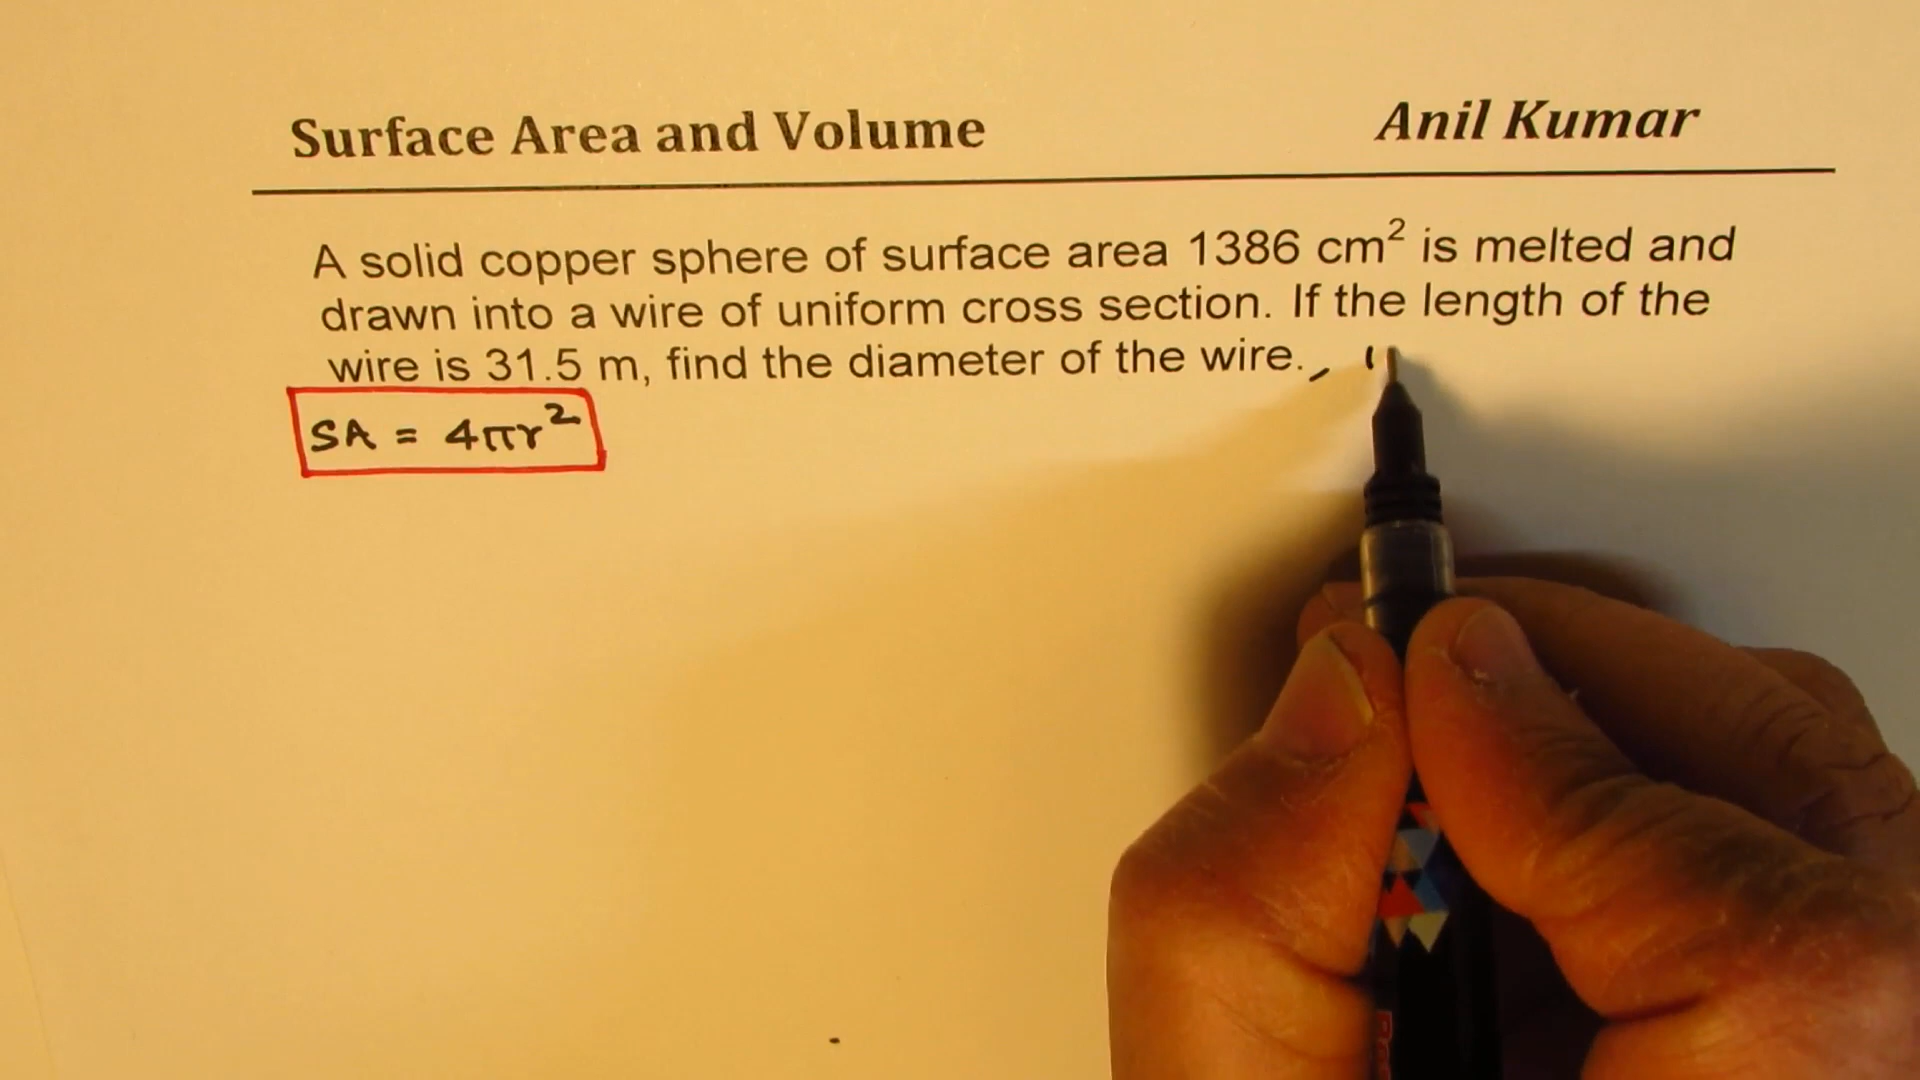 Surface Area and Volume Anil Kumar
A solid copper sphere of surface area 1386 cm² is melted and
drawn into a wire of uniform cross section. If the length of the
wire is 31.5 m, find the diameter of the wire.,
SA = 4πr²